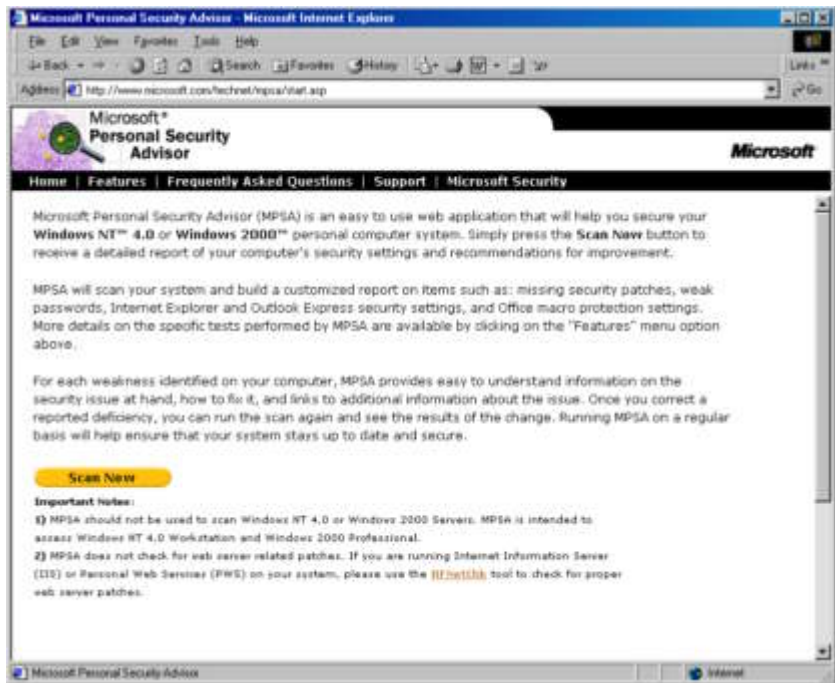 Microsoft Personal Security Advisor - Microsoft Internet Explorer
File Edit View Favorites Tools Help
Back Search Favorites History
Links
Address http://www.microsoft.com/technet/mpsa/start.asp Go
Microsoft®
Personal Security
Advisor
Microsoft
Home | Features | Frequently Asked Questions | Support | Microsoft Security
Microsoft Personal Security Advisor (MPSA) is an easy to use web application that will help you secure your
Windows NT™ 4.0 or Windows 2000™ personal computer system. Simply press the Scan Now button to
receive a detailed report of your computer's security settings and recommendations for improvement.
MPSA will scan your system and build a customized report on items such as: missing security patches, weak
passwords, Internet Explorer and Outlook Express security settings, and Office macro protection settings.
More details on the specific tests performed by MPSA are available by clicking on the "Features" menu option
above.
For each weakness identified on your computer, MPSA provides easy to understand information on the
security issue at hand, how to fix it, and links to additional information about the issue. Once you correct a
reported deficiency, you can run the scan again and see the results of the change. Running MPSA on a regular
basis will help ensure that your system stays up to date and secure.
Scan Now
Important Notes:
1) MPSA should not be used to scan Windows NT 4.0 or Windows 2000 Servers. MPSA is intended to
assess Windows NT 4.0 Workstation and Windows 2000 Professional.
2) MPSA does not check for web server related patches. If you are running Internet Information Server
(IIS) or Personal Web Services (PWS) on your system, please use the HFNetChk tool to check for proper
web server patches.
Microsoft Personal Security Advisor
Internet